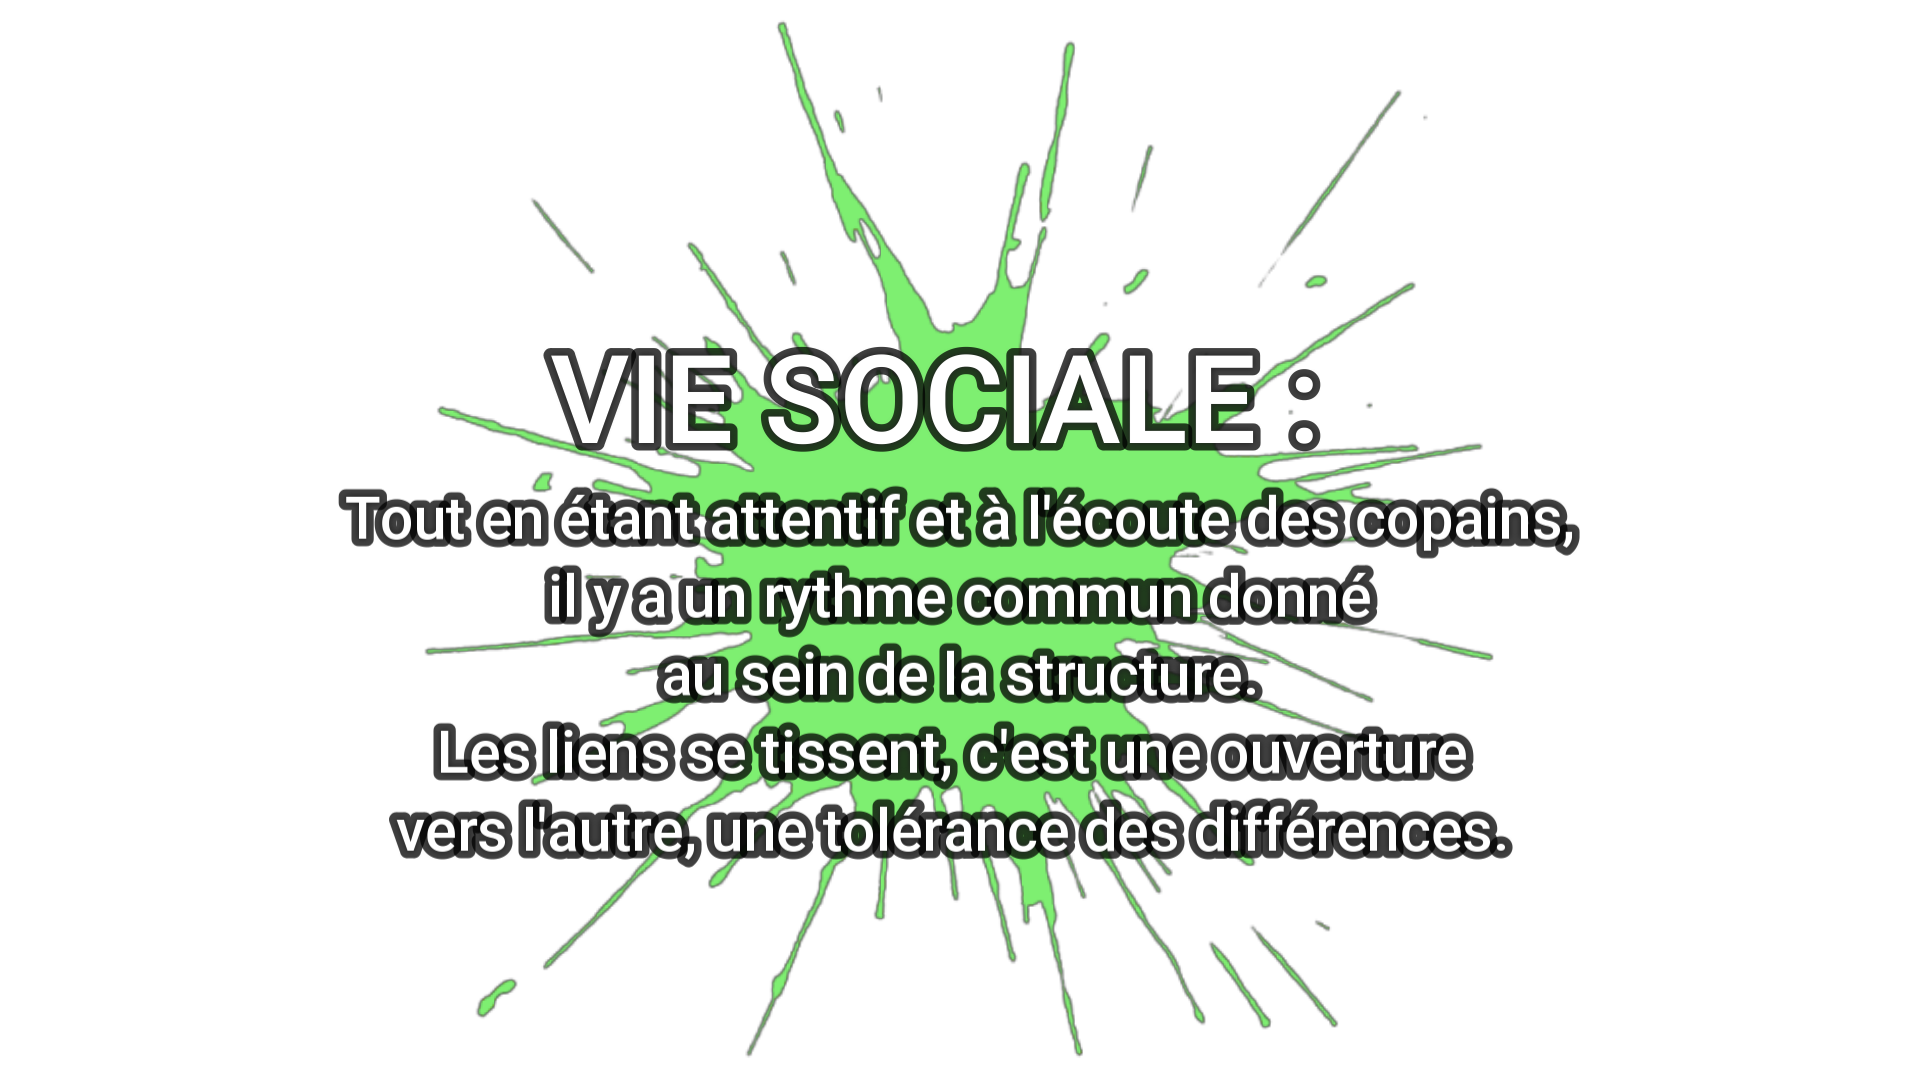 VIE SOCIALE :
Tout en étant attentif et à l'écoute des copains,
il y a un rythme commun donné
au sein de la structure.
Les liens se tissent, c'est une ouverture
vers l'autre, une tolérance des différences.